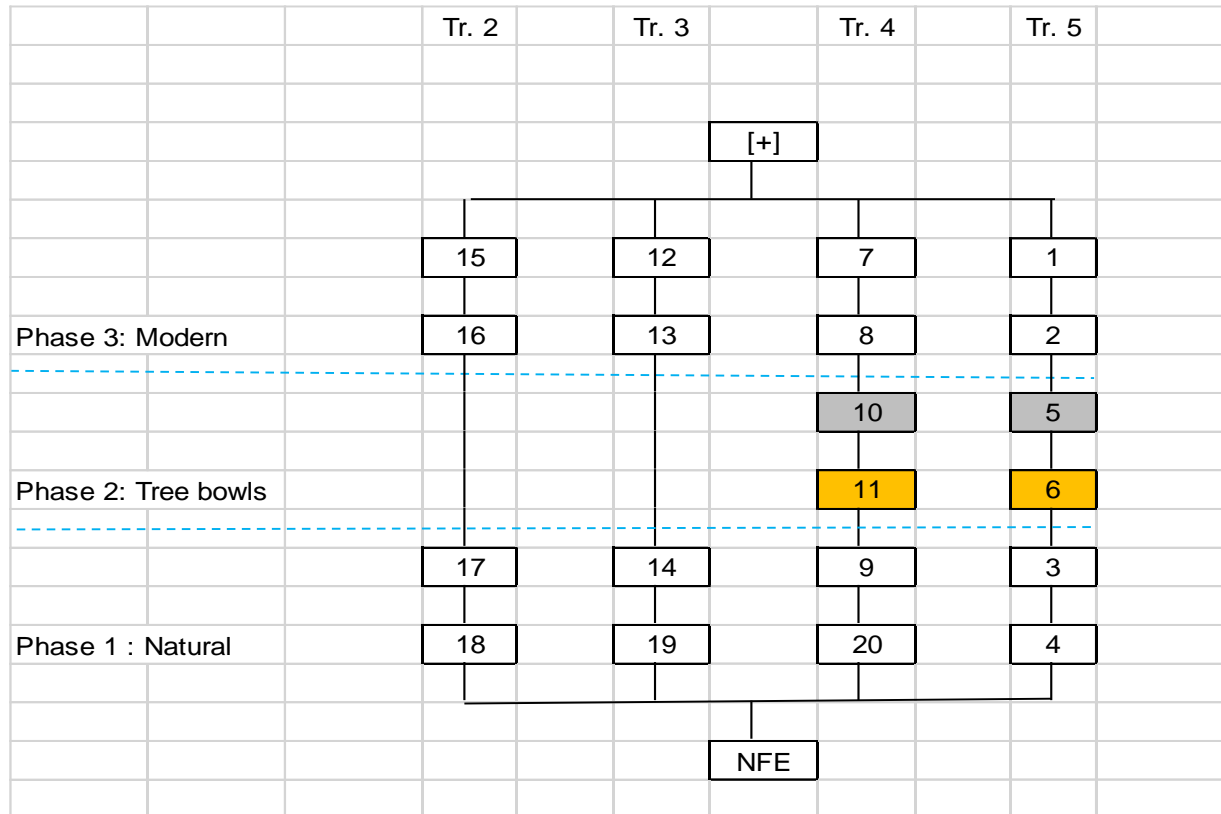 Tr. 2 Tr. 3 Tr. 4 Tr. 5
[+]
15 12 7 1
Phase 3: Modern 16 13 8 2
10 5
Phase 2: Tree bowls 11 6
17 14 9 3
Phase 1 : Natural 18 19 20 4
NFE